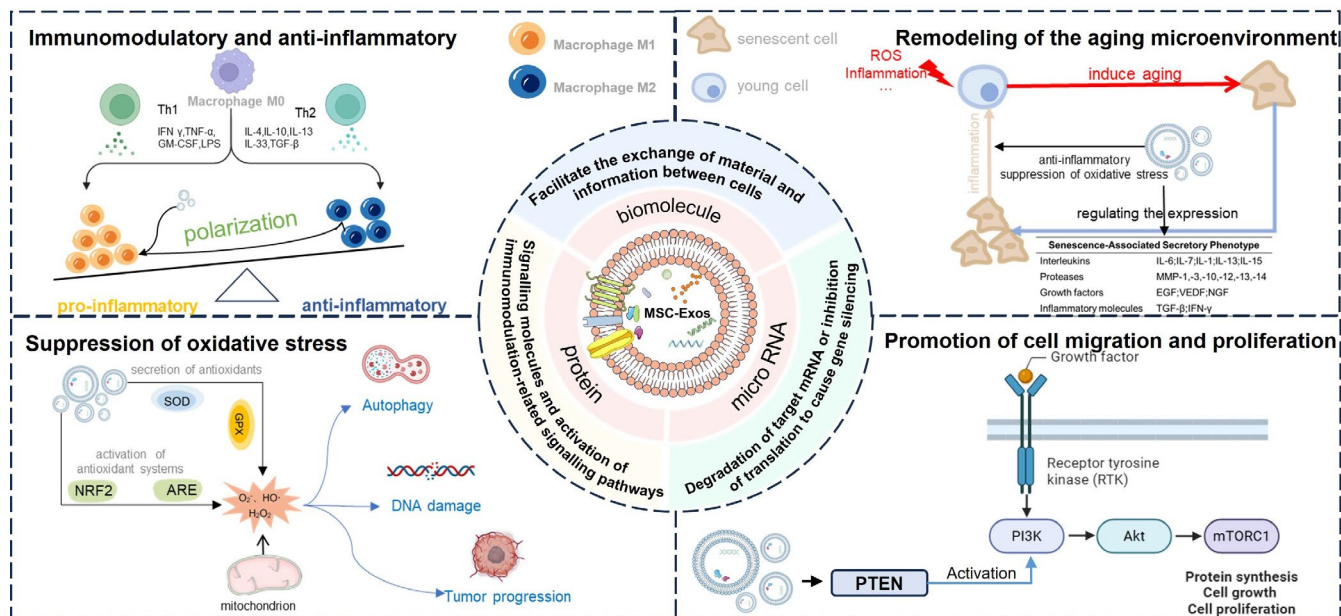 Immunomodulatory and anti-inflammatory
Macrophage M0
Th1
Th2
IFN γ,TNF-α,
GM-CSF,LPS
IL-4,IL-10,IL-13
IL-33,TGF-β
polarization
pro-inflammatory
anti-inflammatory
Macrophage M1
Macrophage M2
senescent cell
young cell
Remodeling of the aging microenvironment
ROS
Inflammation
...
induce aging
inflammation
anti-inflammatory
suppression of oxidative stress
regulating the expression
Senescence-Associated Secretory Phenotype
Interleukins IL-6;IL-7;IL-1;IL-13;IL-15
Proteases MMP-1,-3,-10,-12,-13,-14
Growth factors EGF;VEDF;NGF
Inflammatory molecules TGF-β;IFN-γ
Facilitate the exchange of material and
information between cells
biomolecule
MSC-Exos
protein
micro RNA
Signalling molecules and activation of
immunomodulation-related signalling pathways
Degradation of target mRNA or inhibition
of translation to cause gene silencing
Suppression of oxidative stress
secretion of antioxidants
SOD
GPX
activation of
antioxidant systems
NRF2
ARE
O₂⁻、HO·
H₂O₂
mitochondrion
Autophagy
DNA damage
Tumor progression
Promotion of cell migration and proliferation
Growth factor
Receptor tyrosine
kinase (RTK)
PI3K
Akt
mTORC1
PTEN
Activation
Protein synthesis
Cell growth
Cell proliferation